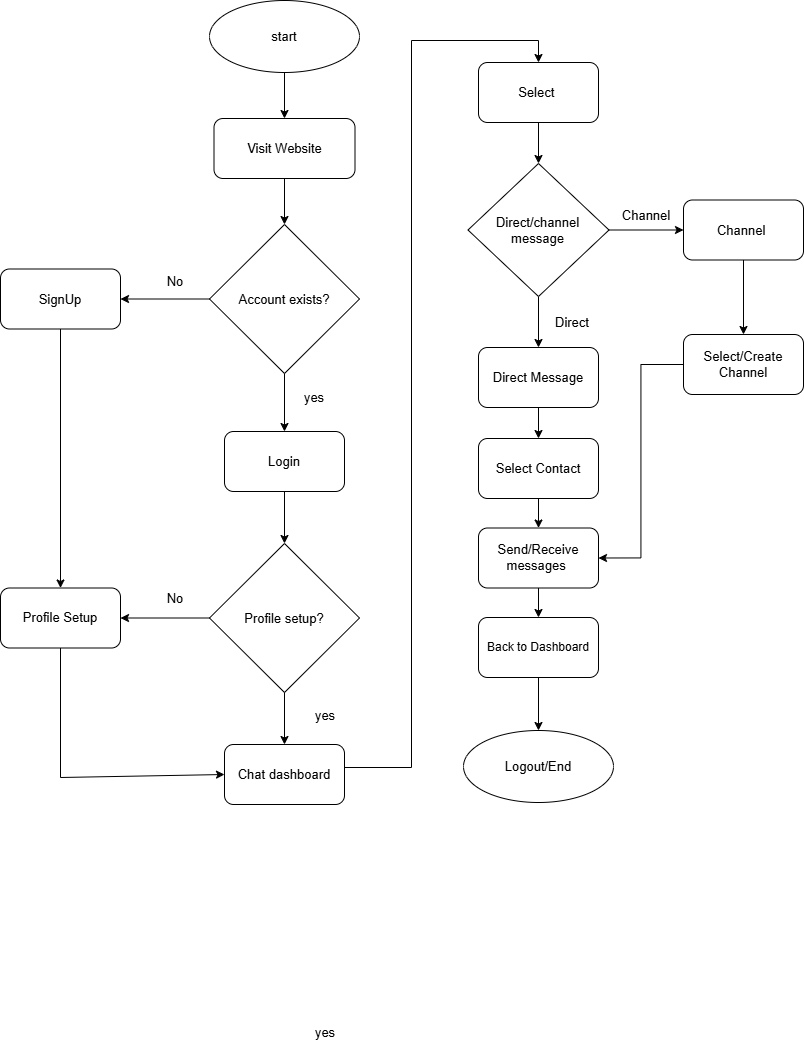 start
Visit Website
Account exists?
No
SignUp
yes
Login
Profile setup?
No
Profile Setup
yes
Chat dashboard
Select
Direct/channel
message
Channel
Channel
Select/Create
Channel
Direct
Direct Message
Select Contact
Send/Receive
messages
Back to Dashboard
Logout/End
yes